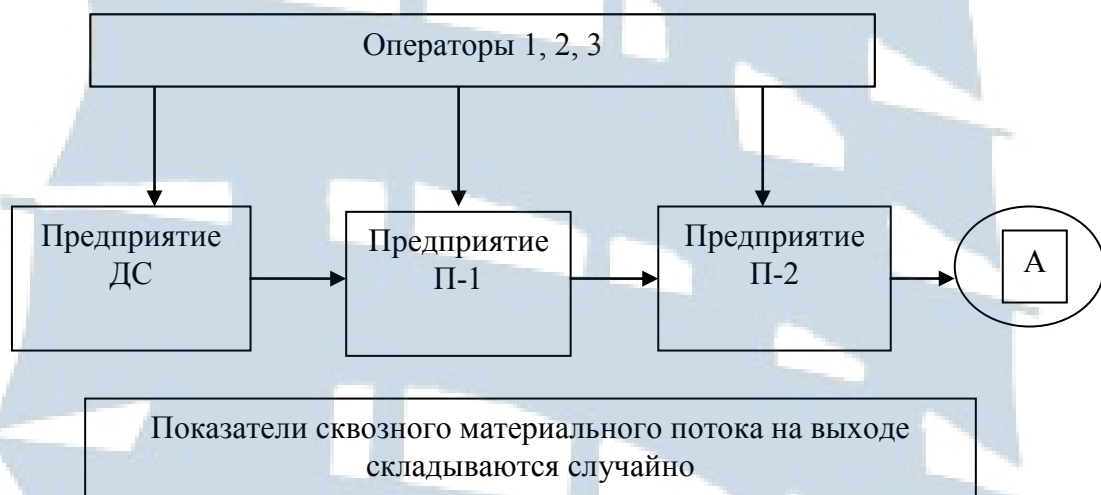 Операторы 1, 2, 3
Предприятие
ДС
Предприятие
П-1
Предприятие
П-2
А
Показатели сквозного материального потока на выходе
складываются случайно